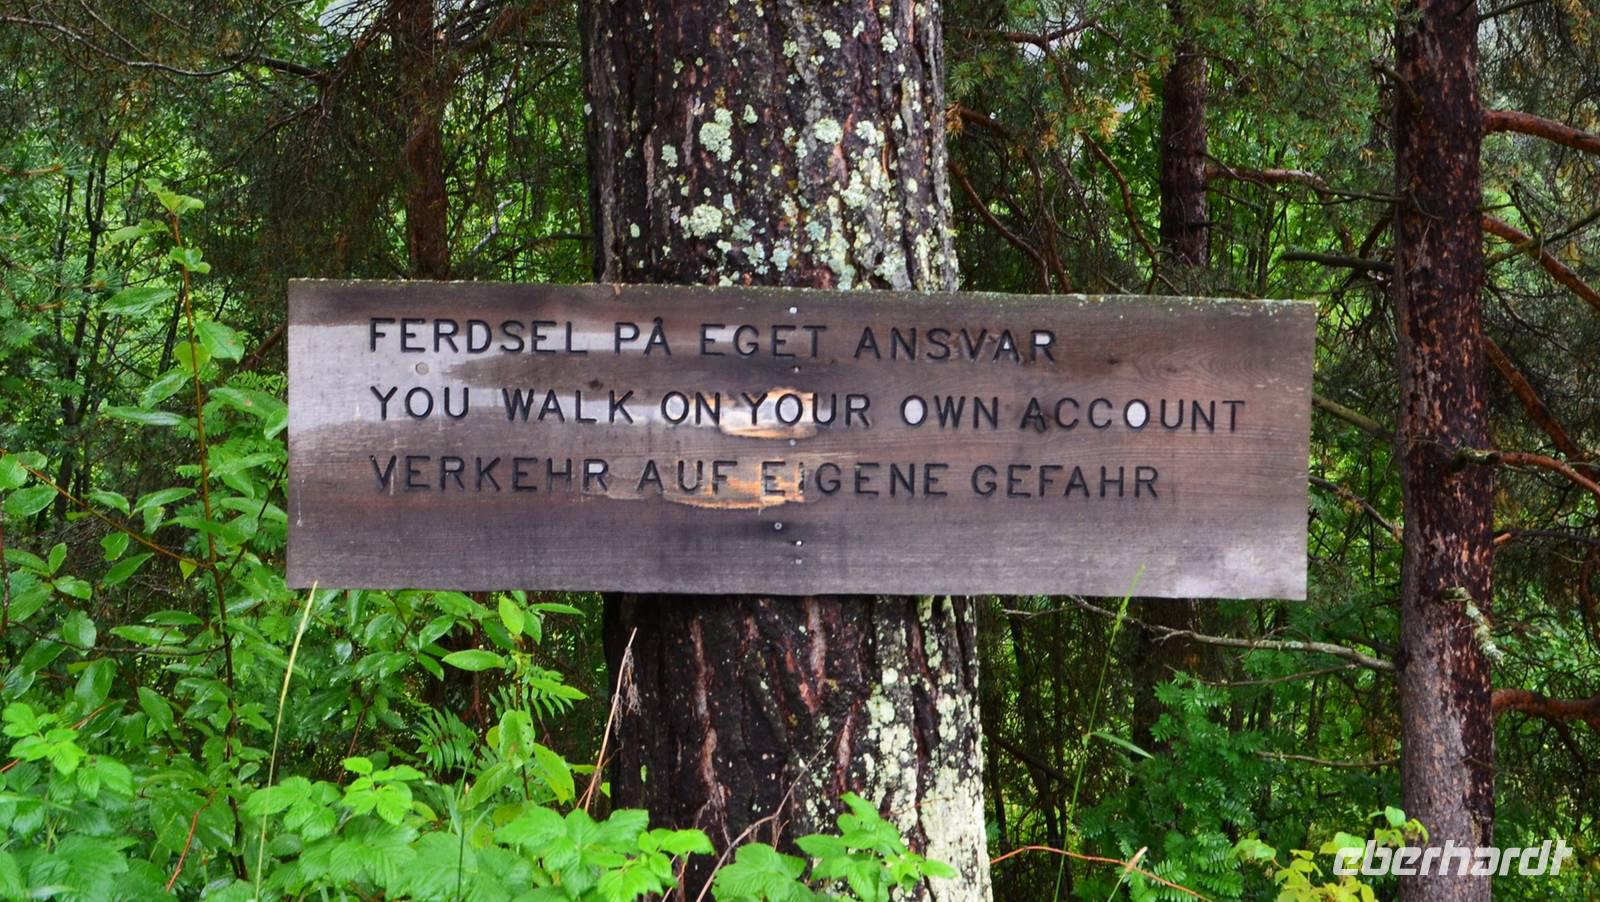 FERDSEL PÅ EGET ANSVAR
YOU WALK ON YOUR OWN ACCOUNT
VERKEHR AUF EIGENE GEFAHR
eberhardt